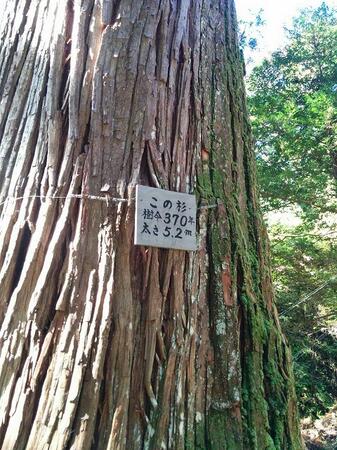 この杉
樹令370年
太さ5.2m